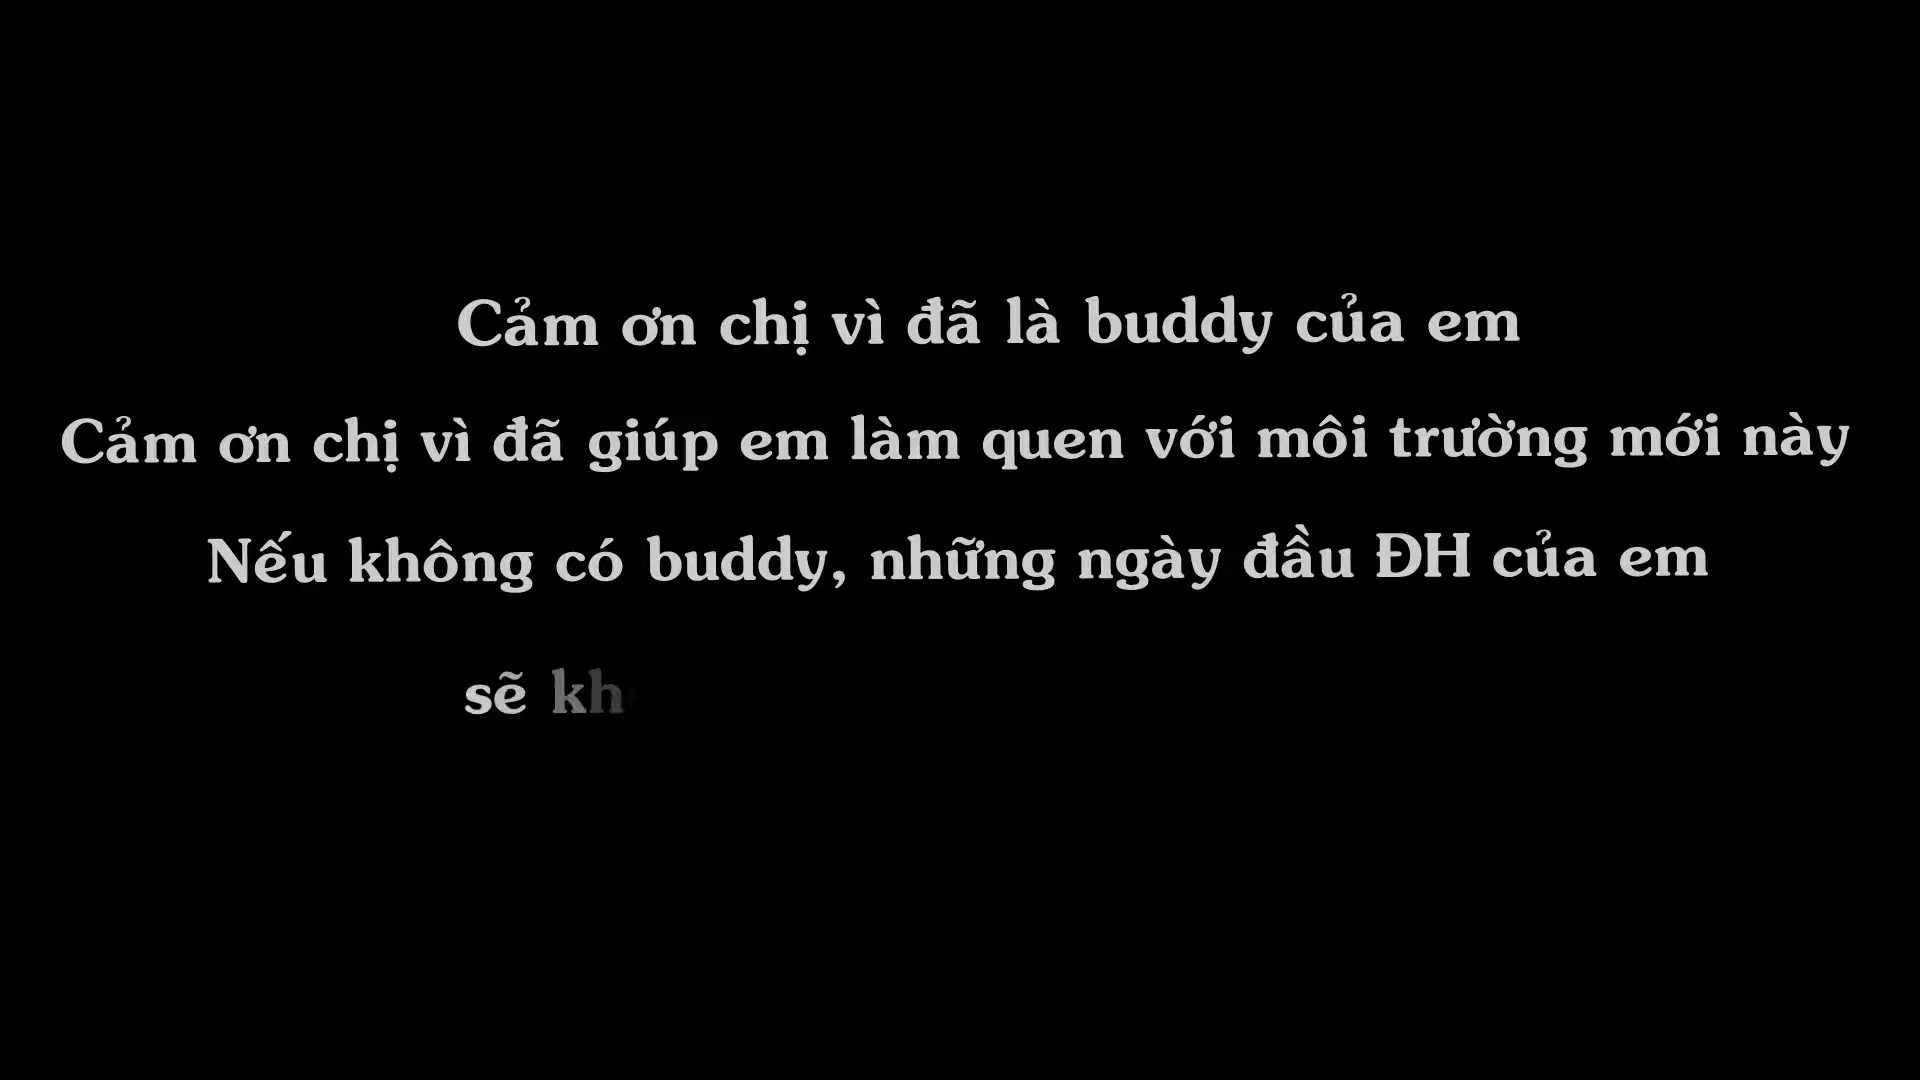 Cảm ơn chị vì đã là buddy của em
Cảm ơn chị vì đã giúp em làm quen với môi trường mới này
Nếu không có buddy, những ngày đầu ĐH của em
sẽ kh